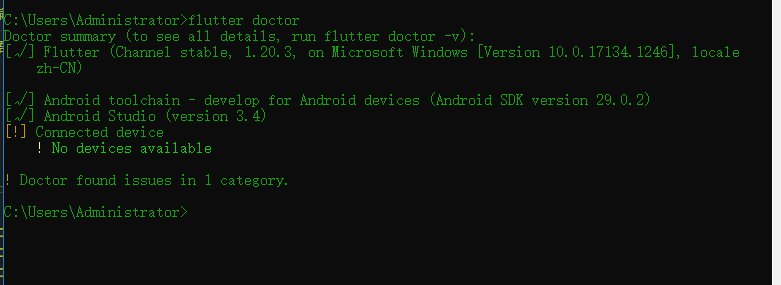 C:\Users\Administrator>flutter doctor
Doctor summary (to see all details, run flutter doctor -v):
[√] Flutter (Channel stable, 1.20.3, on Microsoft Windows [Version 10.0.17134.1246], locale
zh-CN)
[√] Android toolchain - develop for Android devices (Android SDK version 29.0.2)
[√] Android Studio (version 3.4)
[!] Connected device
! No devices available
! Doctor found issues in 1 category.
C:\Users\Administrator>